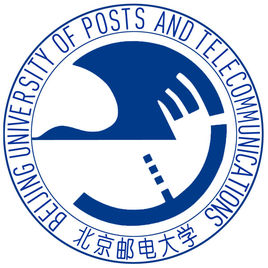 BEIJING UNIVERSITY OF POSTS AND TELECOMMUNICATIONS
北京邮电大学